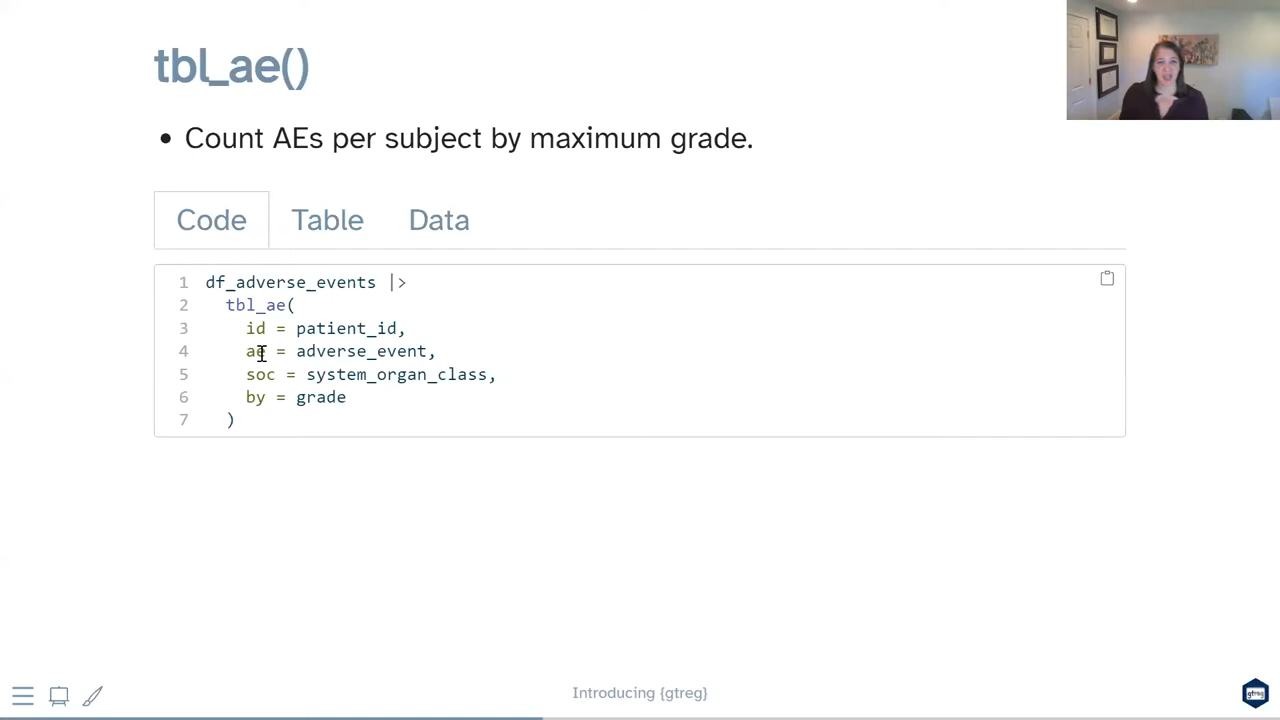 tbl_ae()
• Count AEs per subject by maximum grade.
Code Table Data
1 df_adverse_events |>
2 tbl_ae(
3 id = patient_id,
4 ae = adverse_event,
5 soc = system_organ_class,
6 by = grade
7 )
Introducing {gtreg}
gtreg